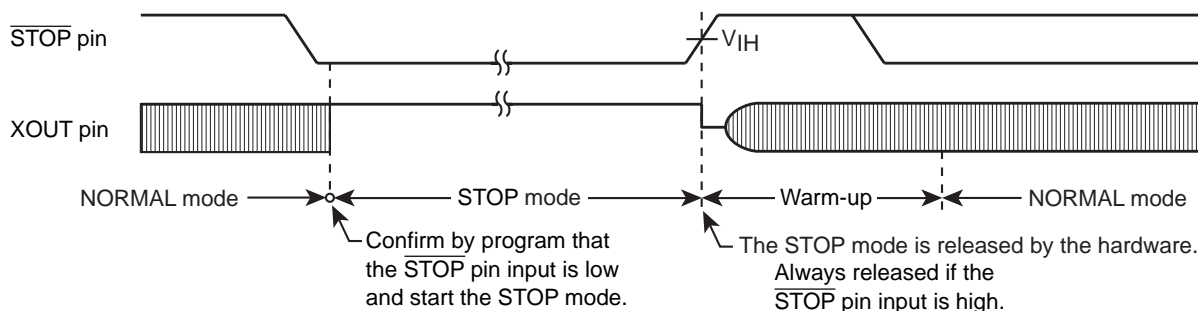 STOP pin
VIH
XOUT pin
NORMAL mode
STOP mode
Warm-up
NORMAL mode
Confirm by program that
the STOP pin input is low
and start the STOP mode.
The STOP mode is released by the hardware.
Always released if the
STOP pin input is high.